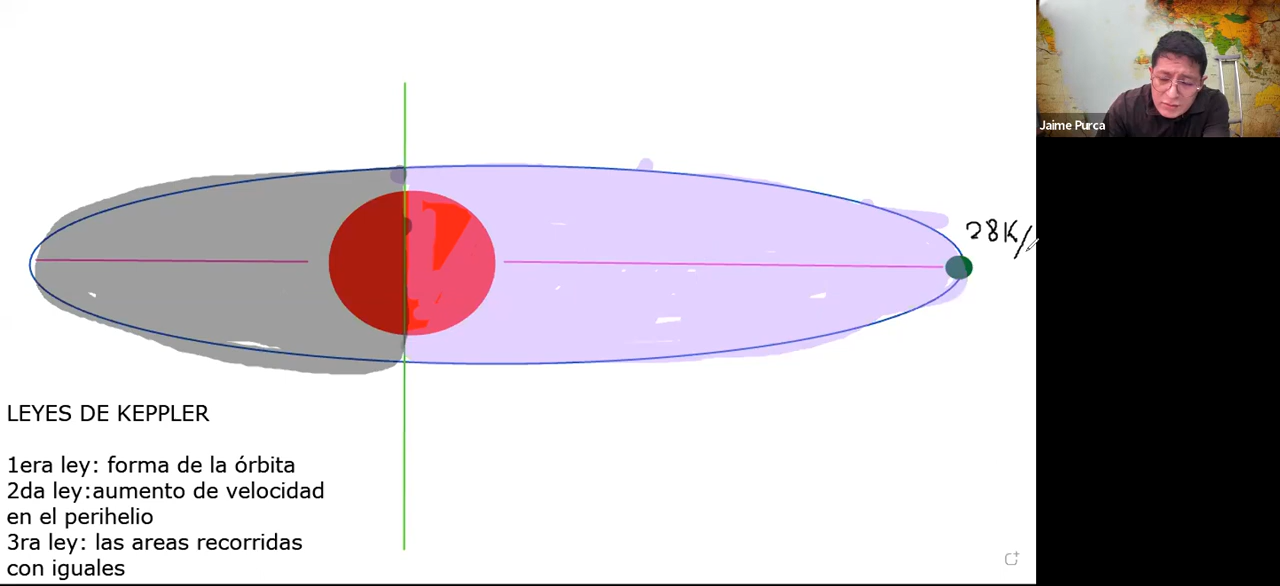 Jaime Purca
28K/
LEYES DE KEPPLER
1era ley: forma de la órbita
2da ley:aumento de velocidad
en el perihelio
3ra ley: las areas recorridas
con iguales